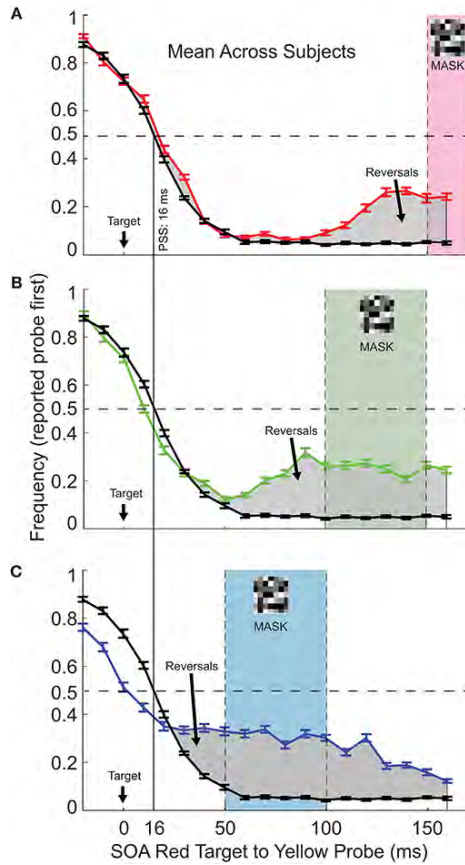 A
Mean Across Subjects
MASK
Reversals
Target
PSS: 16 ms
1
0.8
0.6
0.5
0.4
0.2
0
B
MASK
Reversals
Target
1
0.8
0.6
0.5
0.4
0.2
0
Frequency (reported probe first)
C
MASK
Reversals
Target
1
0.8
0.6
0.5
0.4
0.2
0
0 16 50 100 150
SOA Red Target to Yellow Probe (ms)